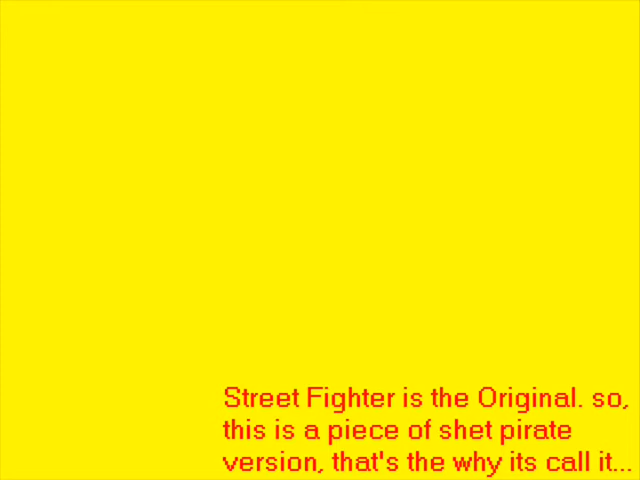 Street Fighter is the Original. so,
this is a piece of shet pirate
version, that's the why its call it...